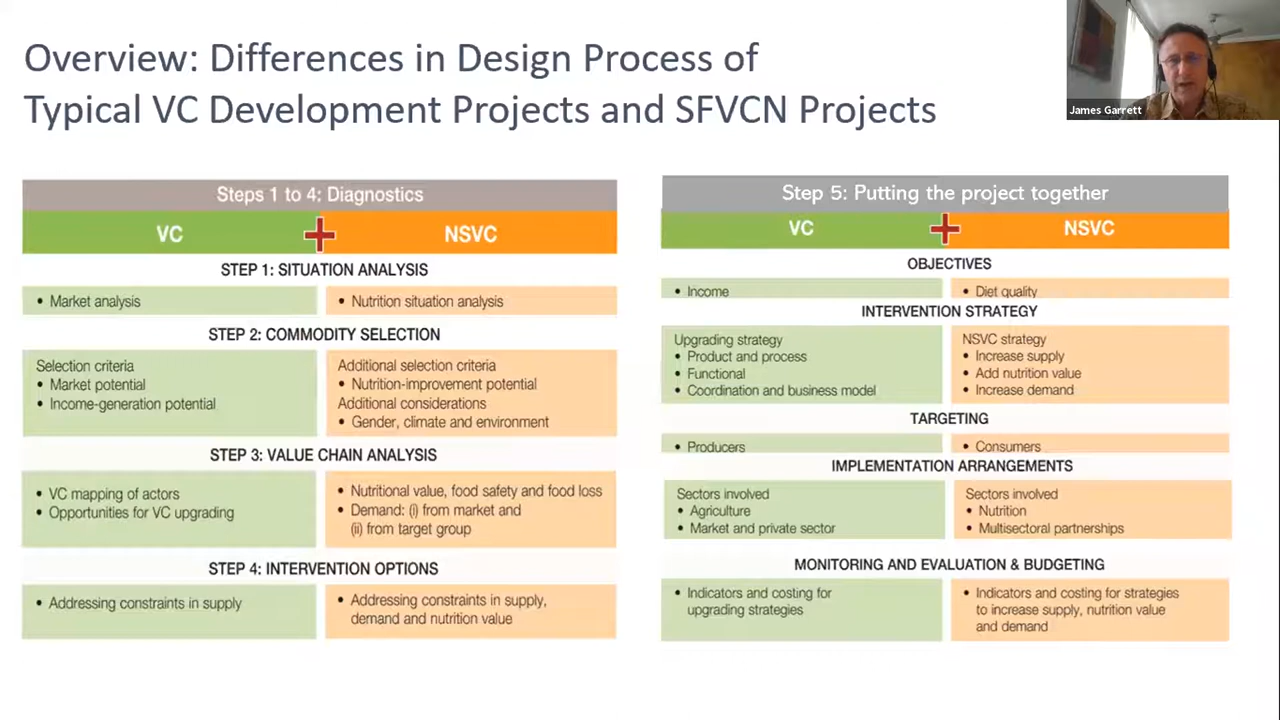 Overview: Differences in Design Process of
Typical VC Development Projects and SFVCN Projects
James Garrett
Steps 1 to 4: Diagnostics
VC
NSVC
STEP 1: SITUATION ANALYSIS
• Market analysis
• Nutrition situation analysis
STEP 2: COMMODITY SELECTION
Selection criteria
• Market potential
• Income-generation potential
Additional selection criteria
• Nutrition-improvement potential
Additional considerations
• Gender, climate and environment
STEP 3: VALUE CHAIN ANALYSIS
• VC mapping of actors
• Opportunities for VC upgrading
• Nutritional value, food safety and food loss
• Demand: (i) from market and
(ii) from target group
STEP 4: INTERVENTION OPTIONS
• Addressing constraints in supply
• Addressing constraints in supply,
demand and nutrition value
Step 5: Putting the project together
VC
NSVC
OBJECTIVES
• Income
• Diet quality
INTERVENTION STRATEGY
Upgrading strategy
• Product and process
• Functional
• Coordination and business model
NSVC strategy
• Increase supply
• Add nutrition value
• Increase demand
TARGETING
• Producers
• Consumers
IMPLEMENTATION ARRANGEMENTS
Sectors involved
• Agriculture
• Market and private sector
Sectors involved
• Nutrition
• Multisectoral partnerships
MONITORING AND EVALUATION & BUDGETING
• Indicators and costing for
upgrading strategies
• Indicators and costing for strategies
to increase supply, nutrition value
and demand